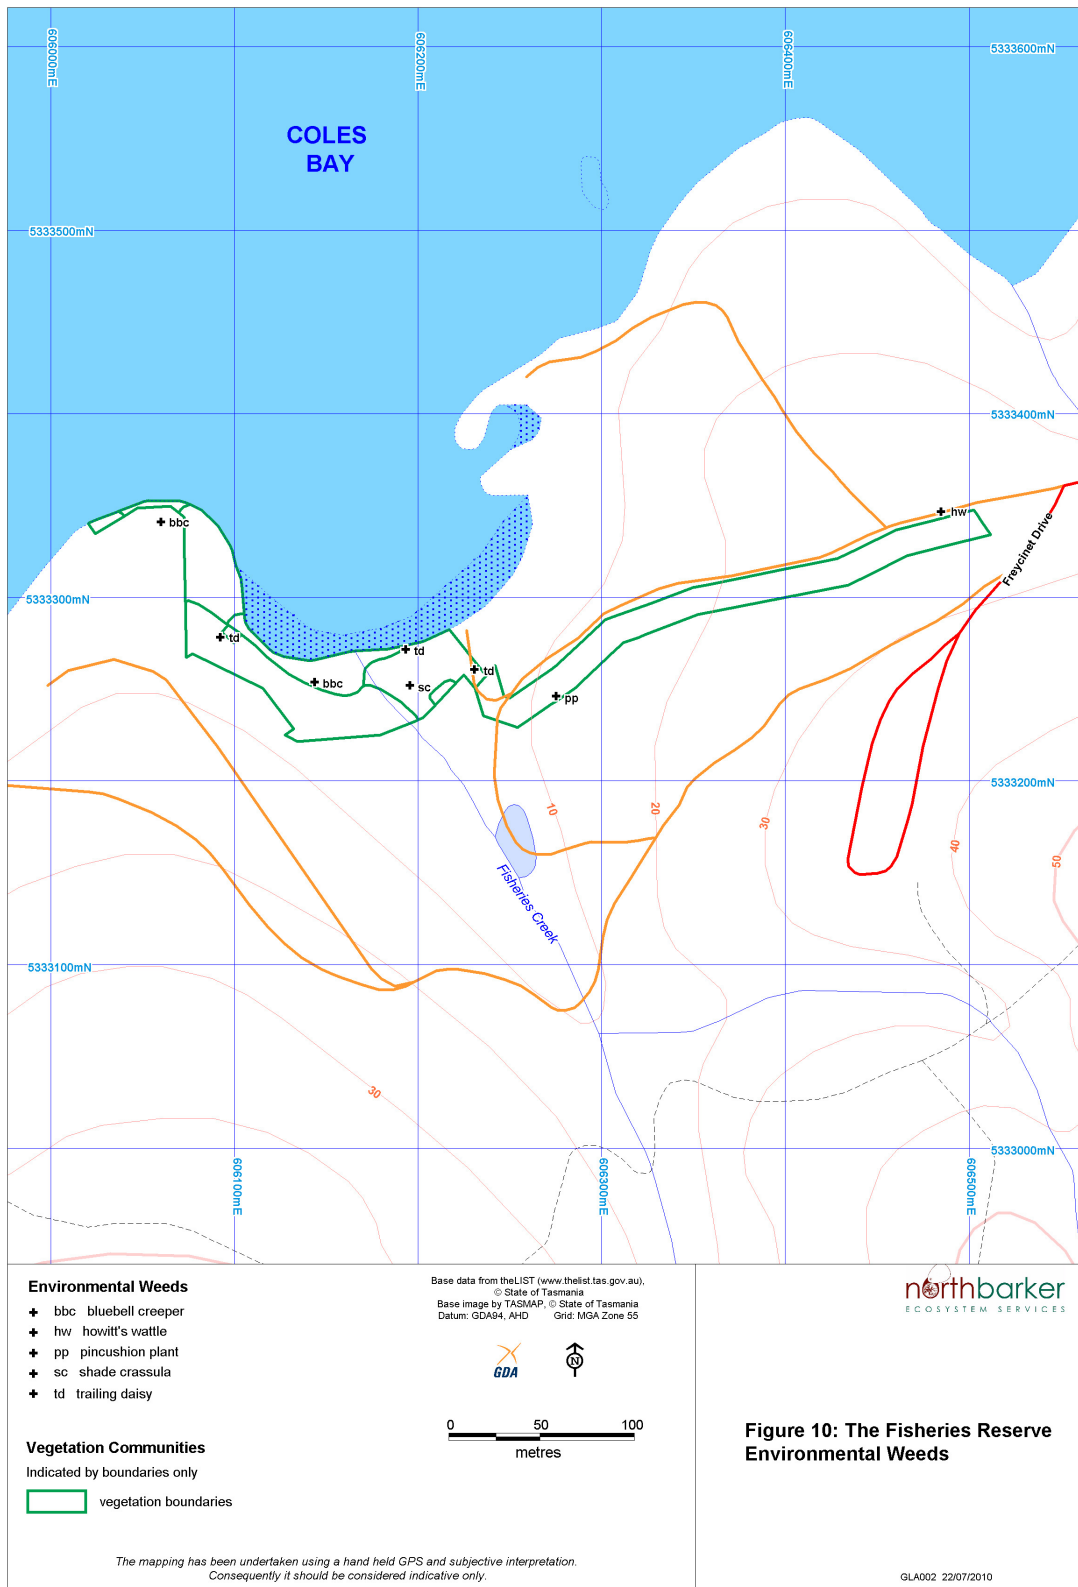 606000mE
606200mE
606400mE
5333600mN
COLES
BAY
5333500mN
5333400mN
bbc
hw
Freycinet Drive
5333300mN
td
td
td
bbc
sc
pp
5333200mN
10
20
30
40
50
Fisheries Creek
5333100mN
30
5333000mN
606100mE
606300mE
606500mE
Environmental Weeds
bbc bluebell creeper
hw howitt's wattle
pp pincushion plant
sc shade crassula
td trailing daisy
Vegetation Communities
Indicated by boundaries only
vegetation boundaries
Base data from theLIST (www.thelist.tas.gov.au),
© State of Tasmania
Base image by TASMAP, © State of Tasmania
Datum: GDA94, AHD Grid: MGA Zone 55
GDA
N
0 50 100
metres
northbarker
ECOSYSTEM SERVICES
Figure 10: The Fisheries Reserve
Environmental Weeds
The mapping has been undertaken using a hand held GPS and subjective interpretation.
Consequently it should be considered indicative only.
GLA002 22/07/2010